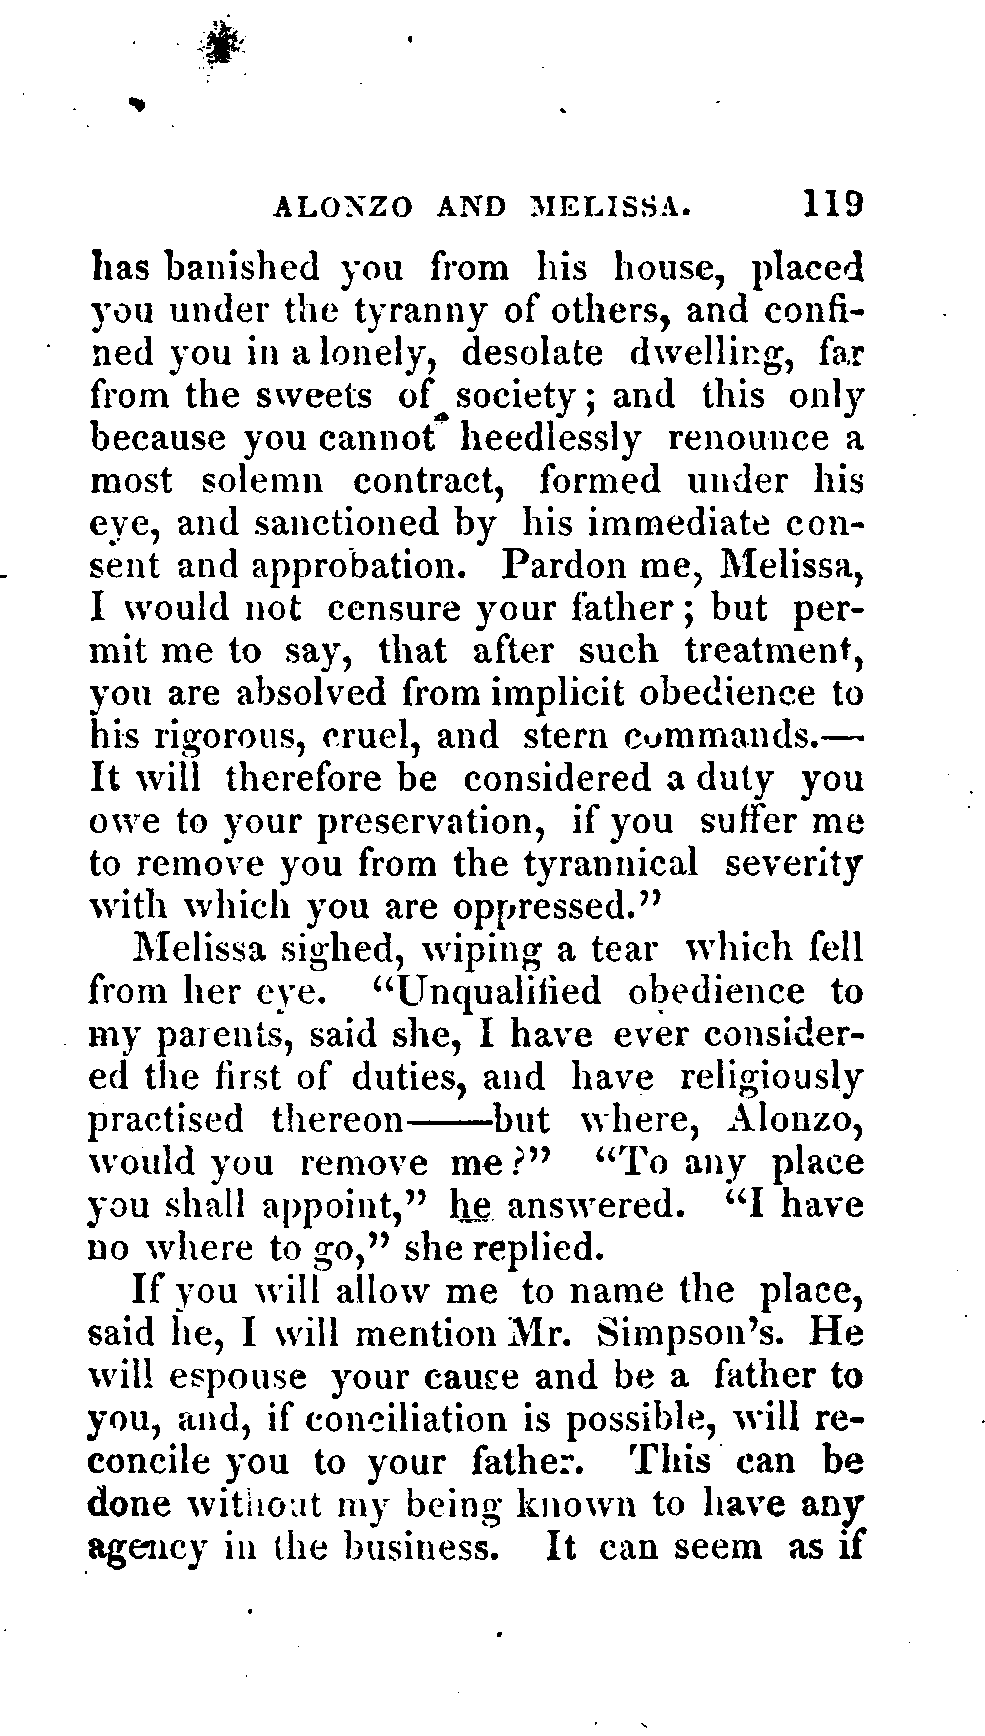 ALONZO AND MELISSA. 119
has banished you from his house, placed
you under the tyranny of others, and confi-
ned you in a lonely, desolate dwelling, far
from the sweets of society; and this only
because you cannot heedlessly renounce a
most solemn contract, formed under his
eye, and sanctioned by his immediate con-
sent and approbation. Pardon me, Melissa,
I would not censure your father; but per-
mit me to say, that after such treatment,
you are absolved from implicit obedience to
his rigorous, cruel, and stern commands.—
It will therefore be considered a duty you
owe to your preservation, if you suffer me
to remove you from the tyrannical severity
with which you are oppressed."
Melissa sighed, wiping a tear which fell
from her eye. "Unqualified obedience to
my parents, said she, I have ever consider-
ed the first of duties, and have religiously
practised thereon——but where, Alonzo,
would you remove me?" "To any place
you shall appoint," he answered. "I have
no where to go," she replied.
If you will allow me to name the place,
said he, I will mention Mr. Simpson's. He
will espouse your cause and be a father to
you, and, if conciliation is possible, will re-
concile you to your father. This can be
done without my being known to have any
agency in the business. It can seem as if